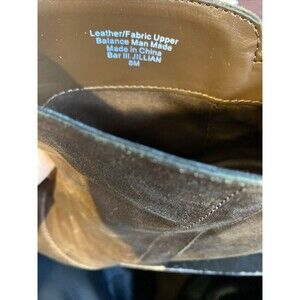 Leather/Fabric Upper
Balance Man Made
Made in China
Bar III JILLIAN
8M